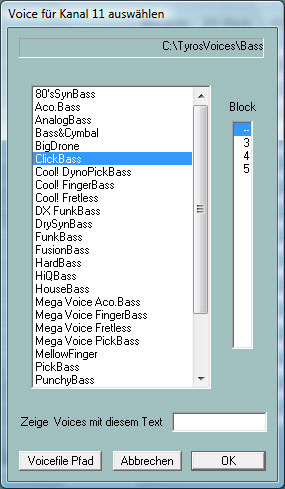 Voice für Kanal 11 auswählen
C:\TyrosVoices\Bass
Block
80'sSynBass
Aco.Bass
AnalogBass
Bass&Cymbal
BigDrone
ClickBass
Cool! DynoPickBass
Cool! FingerBass
Cool! Fretless
DX FunkBass
DrySynBass
FunkBass
FusionBass
HardBass
HiQBass
HouseBass
Mega Voice Aco.Bass
Mega Voice FingerBass
Mega Voice Fretless
Mega Voice PickBass
MellowFinger
PickBass
PunchyBass
..
3
4
5
Zeige Voices mit diesem Text
Voicefile Pfad
Abbrechen
OK